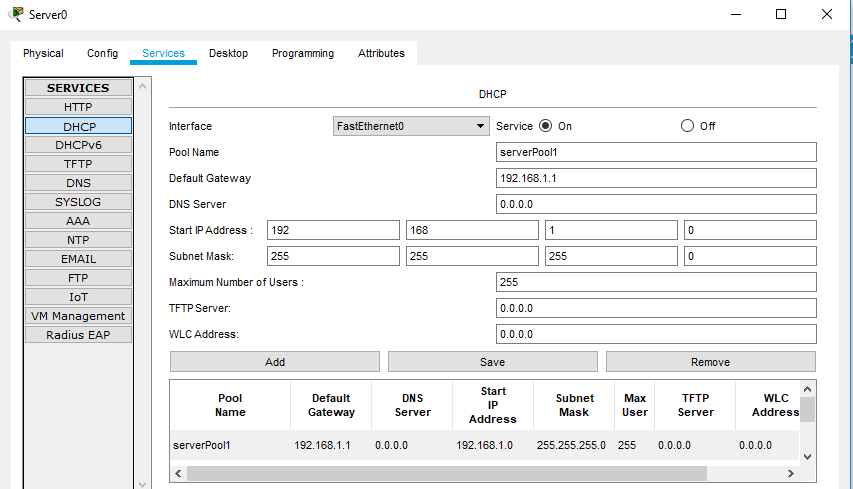 Server0
Physical Config Services Desktop Programming Attributes
SERVICES
HTTP
DHCP
DHCPv6
TFTP
DNS
SYSLOG
AAA
NTP
EMAIL
FTP
IoT
VM Management
Radius EAP
DHCP
Interface FastEthernet0 Service On Off
Pool Name serverPool1
Default Gateway 192.168.1.1
DNS Server 0.0.0.0
Start IP Address : 192 168 1 0
Subnet Mask: 255 255 255 0
Maximum Number of Users : 255
TFTP Server: 0.0.0.0
WLC Address: 0.0.0.0
Add Save Remove
Pool Name Default Gateway DNS Server Start IP Address Subnet Mask Max User TFTP Server WLC Address
serverPool1 192.168.1.1 0.0.0.0 192.168.1.0 255.255.255.0 255 0.0.0.0 0.0.0.0